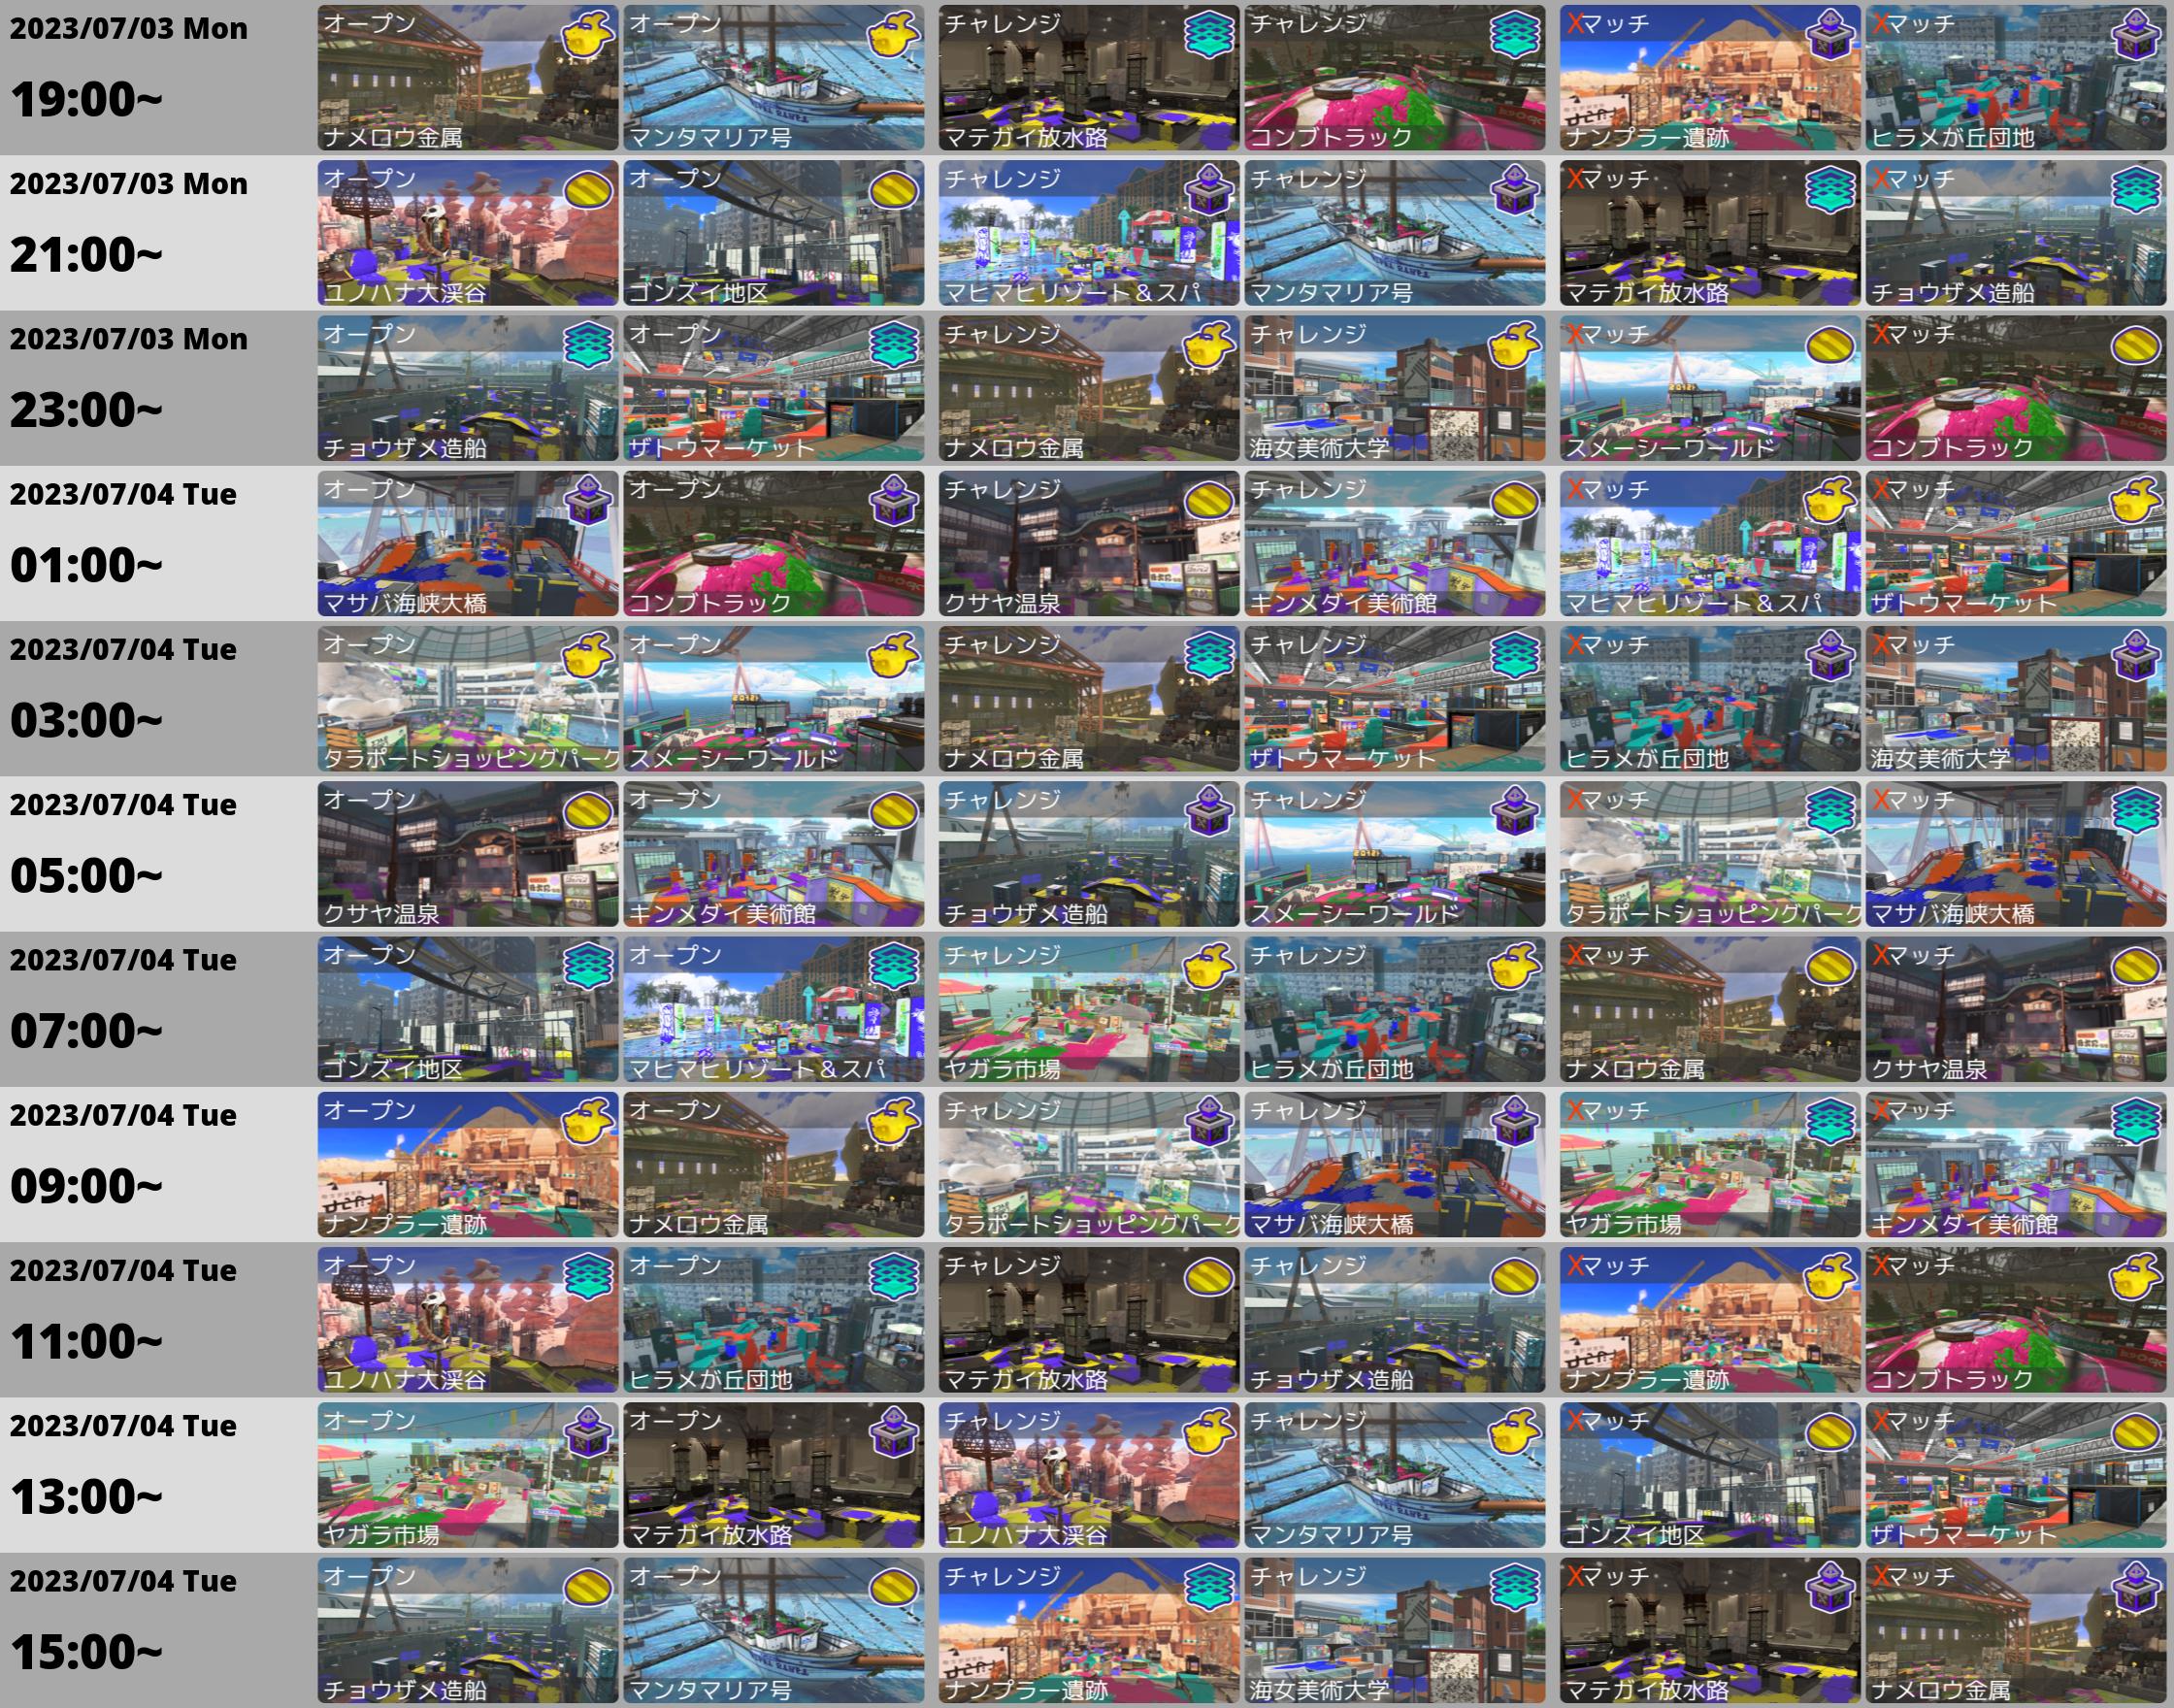 2023/07/03 Mon
19:00~
オープン オープン チャレンジ チャレンジ Xマッチ Xマッチ
ナメロウ金属 マンタマリア号 マテガイ放水路 コンブトラック ナンプラー遺跡 ヒラメが丘団地
2023/07/03 Mon
21:00~
オープン オープン チャレンジ チャレンジ Xマッチ Xマッチ
ユノハナ大渓谷 ゴンズイ地区 マヒマヒリゾート&スパ マンタマリア号 マテガイ放水路 チョウザメ造船
2023/07/03 Mon
23:00~
オープン オープン チャレンジ チャレンジ Xマッチ Xマッチ
チョウザメ造船 ザトウマーケット ナメロウ金属 海女美術大学 スメーシーワールド コンブトラック
2023/07/04 Tue
01:00~
オープン オープン チャレンジ チャレンジ Xマッチ Xマッチ
マサバ海峡大橋 コンブトラック クサヤ温泉 キンメダイ美術館 マヒマヒリゾート&スパ ザトウマーケット
2023/07/04 Tue
03:00~
オープン オープン チャレンジ チャレンジ Xマッチ Xマッチ
タラポートショッピングパーク スメーシーワールド ナメロウ金属 ザトウマーケット ヒラメが丘団地 海女美術大学
2023/07/04 Tue
05:00~
オープン オープン チャレンジ チャレンジ Xマッチ Xマッチ
クサヤ温泉 キンメダイ美術館 チョウザメ造船 スメーシーワールド タラポートショッピングパーク マサバ海峡大橋
2023/07/04 Tue
07:00~
オープン オープン チャレンジ チャレンジ Xマッチ Xマッチ
ゴンズイ地区 マヒマヒリゾート&スパ ヤガラ市場 ヒラメが丘団地 ナメロウ金属 クサヤ温泉
2023/07/04 Tue
09:00~
オープン オープン チャレンジ チャレンジ Xマッチ Xマッチ
ナンプラー遺跡 ナメロウ金属 タラポートショッピングパーク マサバ海峡大橋 ヤガラ市場 キンメダイ美術館
2023/07/04 Tue
11:00~
オープン オープン チャレンジ チャレンジ Xマッチ Xマッチ
ユノハナ大渓谷 ヒラメが丘団地 マテガイ放水路 チョウザメ造船 ナンプラー遺跡 コンブトラック
2023/07/04 Tue
13:00~
オープン オープン チャレンジ チャレンジ Xマッチ Xマッチ
ヤガラ市場 マテガイ放水路 ユノハナ大渓谷 マンタマリア号 ゴンズイ地区 ザトウマーケット
2023/07/04 Tue
15:00~
オープン オープン チャレンジ チャレンジ Xマッチ Xマッチ
チョウザメ造船 マンタマリア号 ナンプラー遺跡 海女美術大学 マテガイ放水路 ナメロウ金属